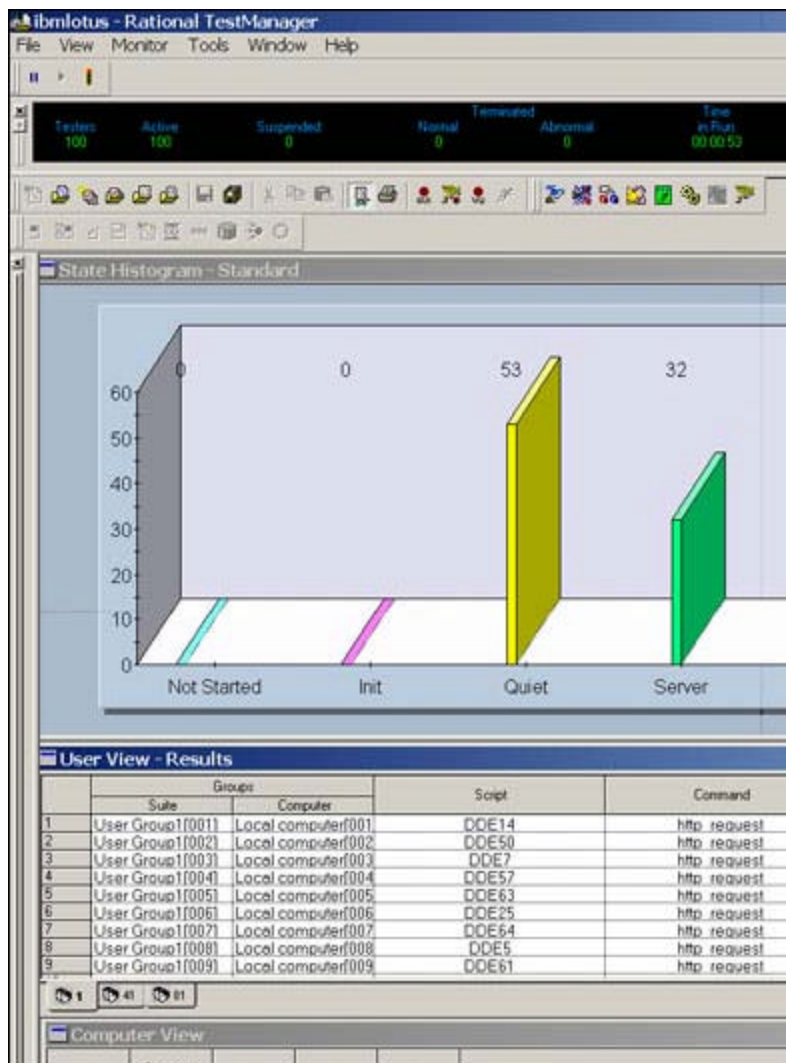 ibmlotus - Rational TestManager
File View Monitor Tools Window Help
Terminated
Time
Testers Active Suspended Normal Abnormal in Run
100 100 0 0 0 00:00:53
State Histogram - Standard
0 0 53 32
60
50
40
30
20
10
0
Not Started Init Quiet Server
User View - Results
Groups
Script Command
Suite Computer
1 User Group1[001] Local computer[001 DDE14 http_request
2 User Group1[002] Local computer[002 DDE50 http_request
3 User Group1[003] Local computer[003 DDE7 http_request
4 User Group1[004] Local computer[004 DDE57 http_request
5 User Group1[005] Local computer[005 DDE63 http_request
6 User Group1[006] Local computer[006 DDE25 http_request
7 User Group1[007] Local computer[007 DDE64 http_request
8 User Group1[008] Local computer[008 DDE5 http_request
9 User Group1[009] Local computer[009 DDE61 http_request
1 41 81
Computer View